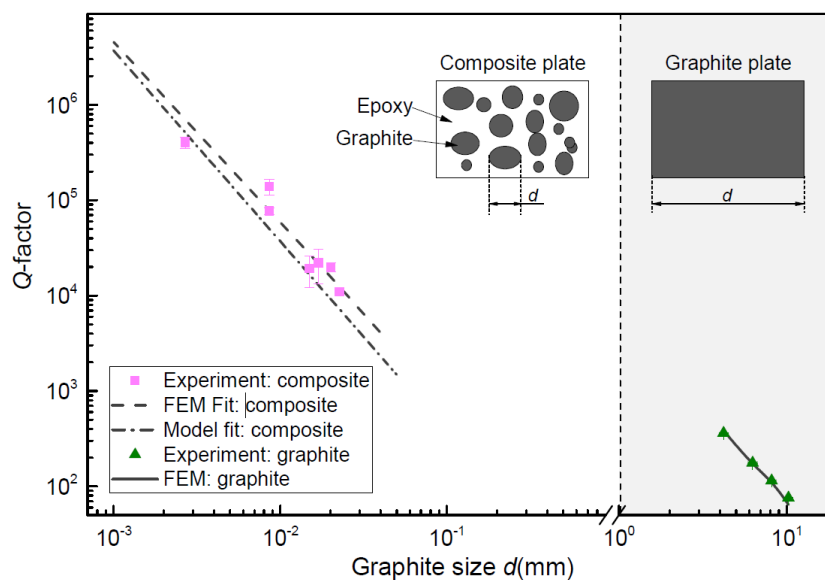 Q-factor
10^6
10^5
10^4
10^3
10^2
Composite plate
Graphite plate
Epoxy
Graphite
d
d
Experiment: composite
FEM Fit: composite
Model fit: composite
Experiment: graphite
FEM: graphite
10^-3 10^-2 10^-1 10^0 10^1
Graphite size d(mm)